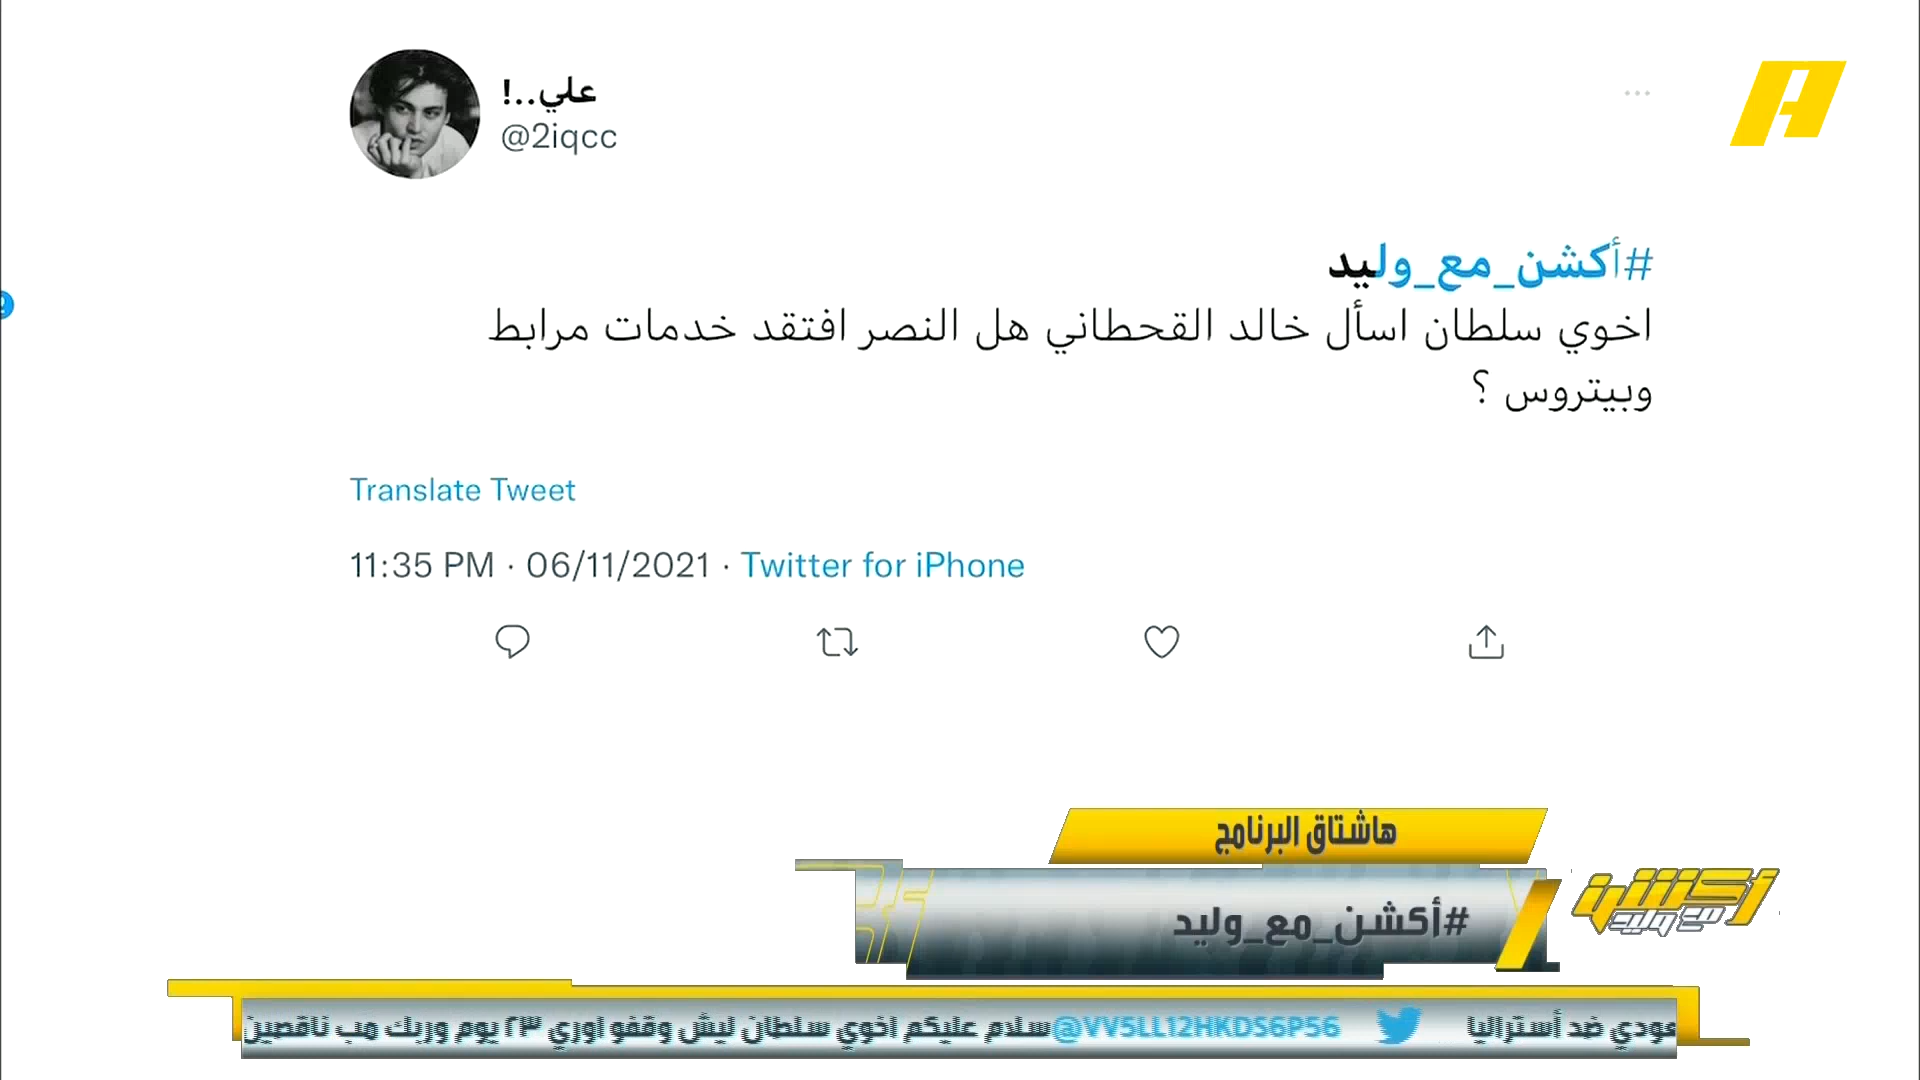 علي..!
@2iqcc
#أكشن_مع_وليد
اخوي سلطان اسأل خالد القحطاني هل النصر افتقد خدمات مرابط
وبيتروس ؟
Translate Tweet
11:35 PM · 06/11/2021 · Twitter for iPhone
هاشتاق البرنامج
#أكشن_مع_وليد
أكشن
مع وليد
عودي ضد أستراليا @VV5LL12HKDS6P56 سلام عليكم اخوي سلطان ليش وقفو اوري ٢٣ يوم وربك مب ناقصين